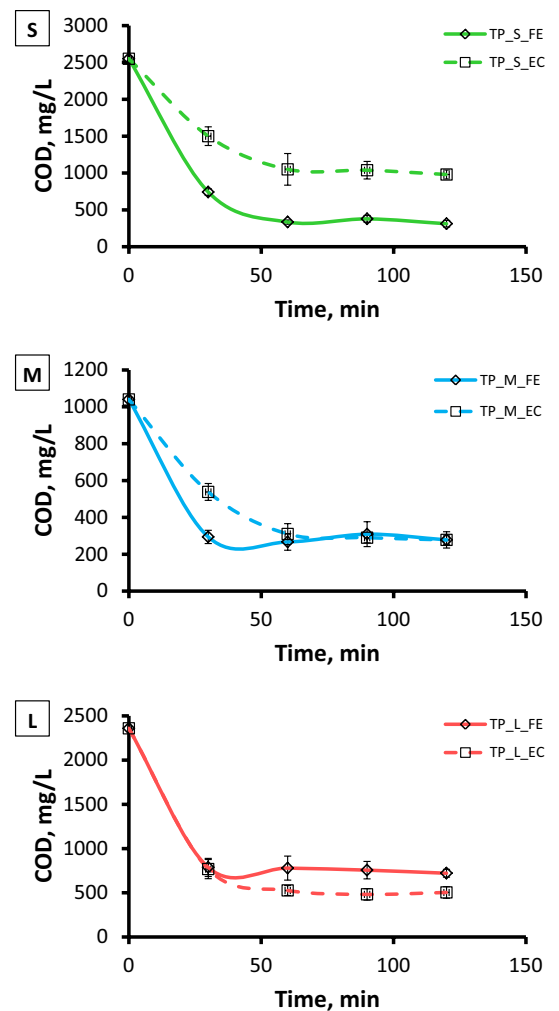 S
3000
2500
2000
1500
1000
500
0
COD, mg/L
TP_S_FE
TP_S_EC
0 50 100 150
Time, min
M
1200
1000
800
600
400
200
0
COD, mg/L
TP_M_FE
TP_M_EC
0 50 100 150
Time, min
L
2500
2000
1500
1000
500
0
COD, mg/L
TP_L_FE
TP_L_EC
0 50 100 150
Time, min